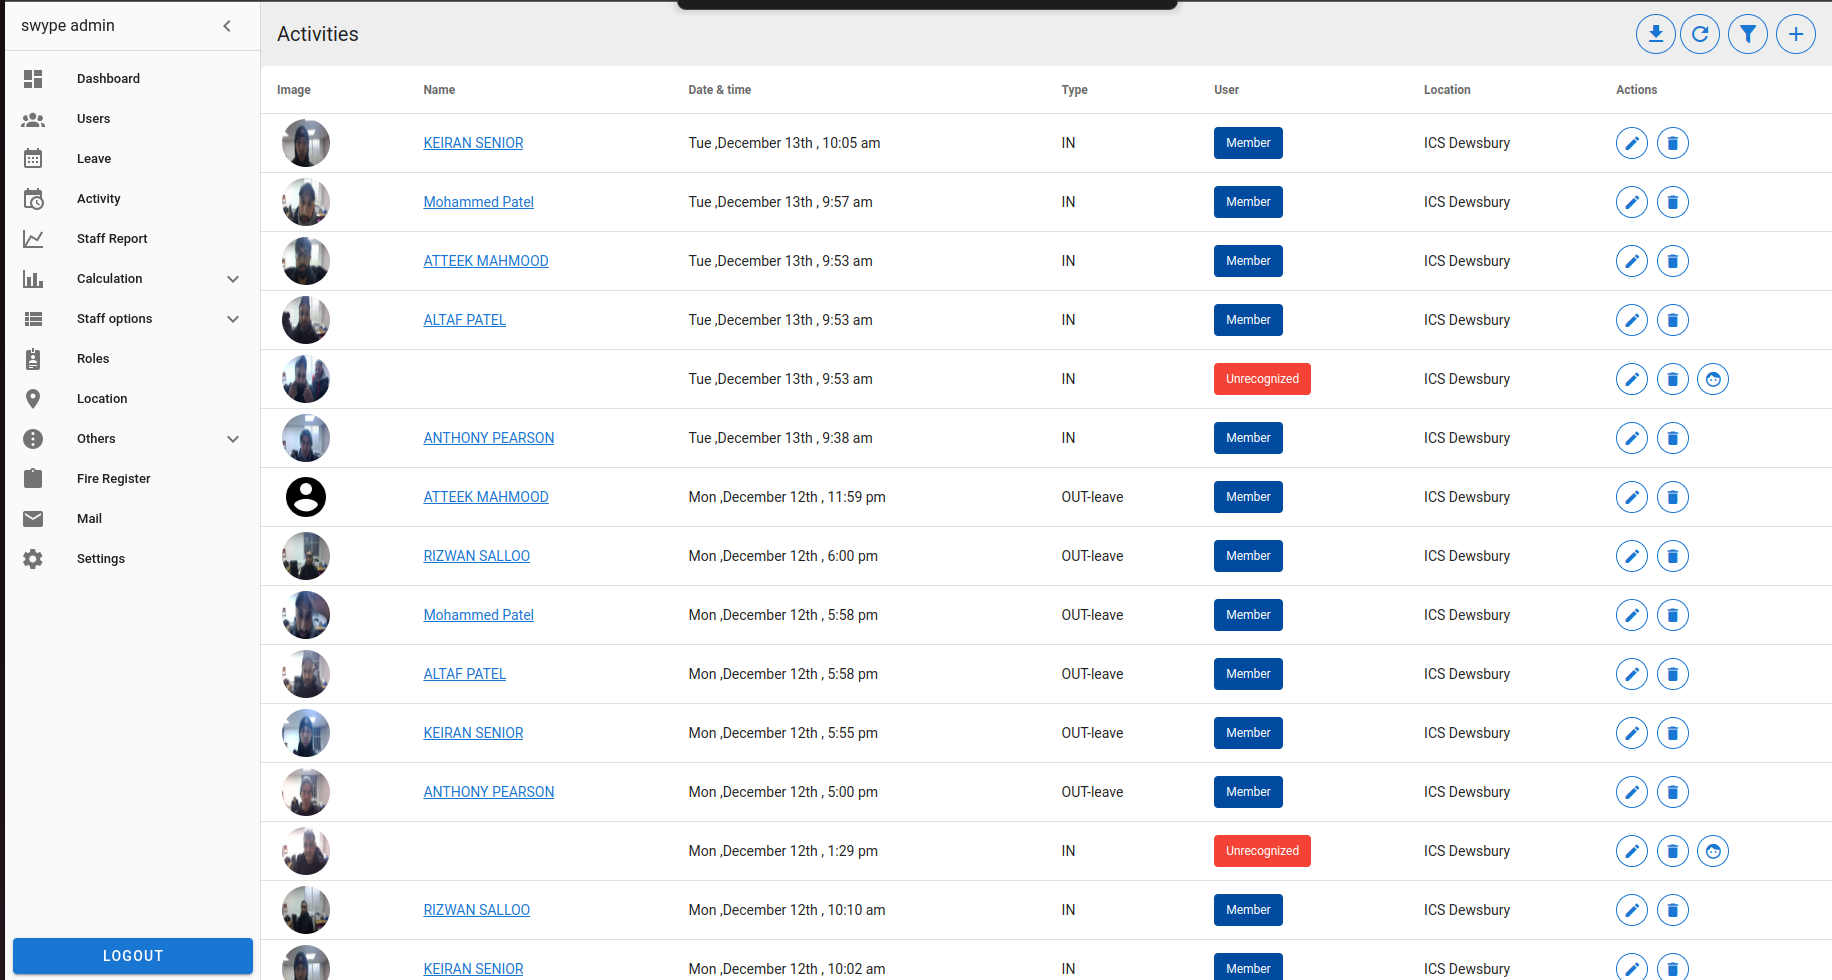 swype admin
Activities
Dashboard
Users
Leave
Activity
Staff Report
Calculation
Staff options
Roles
Location
Others
Fire Register
Mail
Settings
LOGOUT
Image Name Date & time Type User Location Actions
KEIRAN SENIOR Tue ,December 13th , 10:05 am IN Member ICS Dewsbury
Mohammed Patel Tue ,December 13th , 9:57 am IN Member ICS Dewsbury
ATTEEK MAHMOOD Tue ,December 13th , 9:53 am IN Member ICS Dewsbury
ALTAF PATEL Tue ,December 13th , 9:53 am IN Member ICS Dewsbury
Tue ,December 13th , 9:53 am IN Unrecognized ICS Dewsbury
ANTHONY PEARSON Tue ,December 13th , 9:38 am IN Member ICS Dewsbury
ATTEEK MAHMOOD Mon ,December 12th , 11:59 pm OUT-leave Member ICS Dewsbury
RIZWAN SALLOO Mon ,December 12th , 6:00 pm OUT-leave Member ICS Dewsbury
Mohammed Patel Mon ,December 12th , 5:58 pm OUT-leave Member ICS Dewsbury
ALTAF PATEL Mon ,December 12th , 5:58 pm OUT-leave Member ICS Dewsbury
KEIRAN SENIOR Mon ,December 12th , 5:55 pm OUT-leave Member ICS Dewsbury
ANTHONY PEARSON Mon ,December 12th , 5:00 pm OUT-leave Member ICS Dewsbury
Mon ,December 12th , 1:29 pm IN Unrecognized ICS Dewsbury
RIZWAN SALLOO Mon ,December 12th , 10:10 am IN Member ICS Dewsbury
KEIRAN SENIOR Mon ,December 12th , 10:02 am IN Member ICS Dewsbury